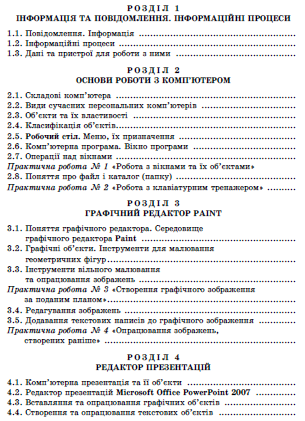 РОЗДІЛ 1
ІНФОРМАЦІЯ ТА ПОВІДОМЛЕННЯ. ІНФОРМАЦІЙНІ ПРОЦЕСИ
1.1. Повідомлення. Інформація
1.2. Інформаційні процеси
1.3. Дані та пристрої для роботи з ними
РОЗДІЛ 2
ОСНОВИ РОБОТИ З КОМП'ЮТЕРОМ
2.1. Складові комп'ютера
2.2. Види сучасних персональних комп'ютерів
2.3. Об'єкти та їх властивості
2.4. Класифікація об'єктів
2.5. Робочий стіл. Меню, їх призначення
2.6. Комп'ютерна програма. Вікно програми
2.7. Операції над вікнами
Практична робота № 1 «Робота з вікнами та їх об'єктами»
2.8. Поняття про файл і каталог (папку)
Практична робота № 2 «Робота з клавіатурним тренажером»
РОЗДІЛ 3
ГРАФІЧНИЙ РЕДАКТОР PAINT
3.1. Поняття графічного редактора. Середовище
графічного редактора Paint
3.2. Графічні об'єкти. Інструменти для малювання
геометричних фігур
3.3. Інструменти вільного малювання
та опрацювання зображень
Практична робота № 3 «Створення графічного зображення
за поданим планом»
3.4. Редагування зображень
3.5. Додавання текстових написів до графічного зображення
Практична робота № 4 «Опрацювання зображень,
створених раніше»
РОЗДІЛ 4
РЕДАКТОР ПРЕЗЕНТАЦІЙ
4.1. Комп'ютерна презентація та її об'єкти
4.2. Редактор презентацій Microsoft Office PowerPoint 2007
4.3. Вставляння та опрацювання графічних об'єктів
4.4. Створення та опрацювання текстових об'єктів